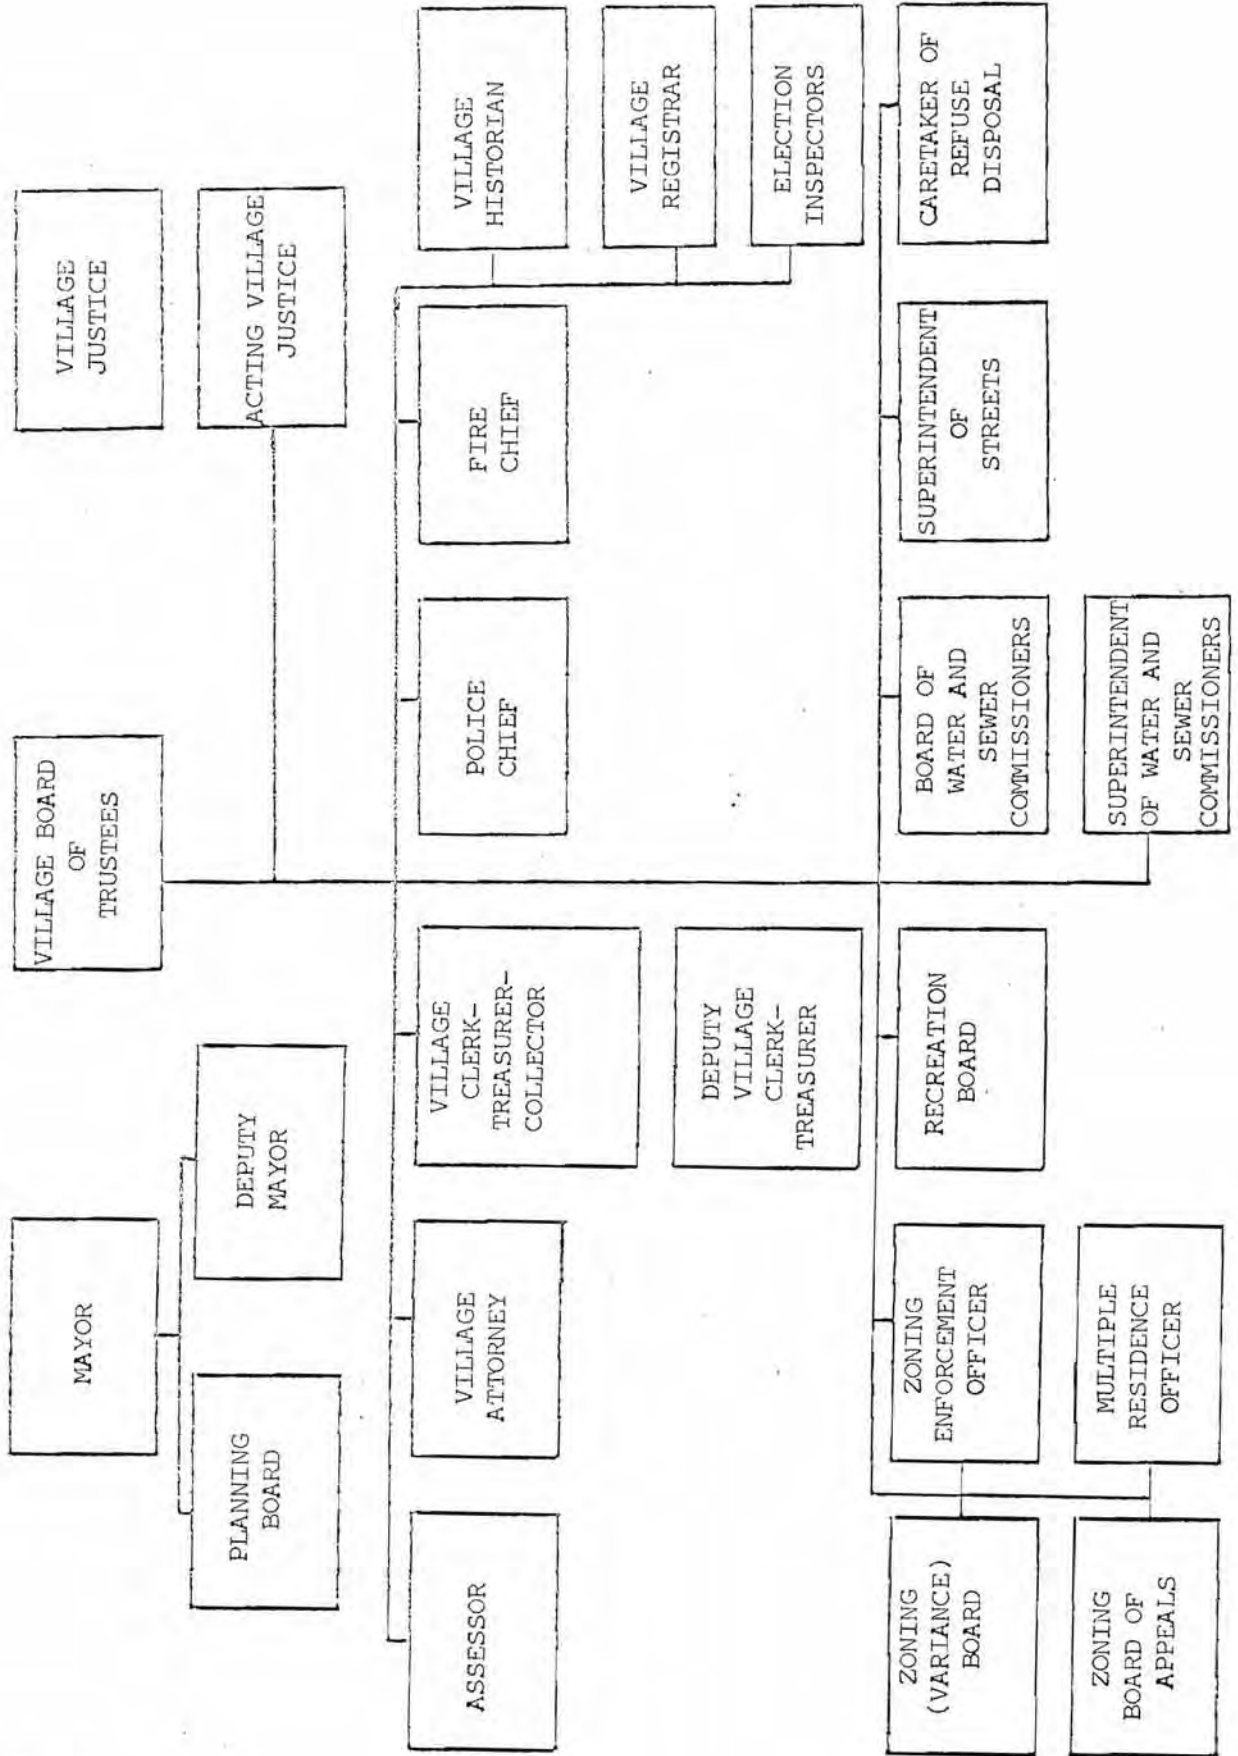 MAYOR
VILLAGE BOARD
OF
TRUSTEES
VILLAGE
JUSTICE
PLANNING
BOARD
DEPUTY
MAYOR
ACTING VILLAGE
JUSTICE
ASSESSOR
VILLAGE
ATTORNEY
VILLAGE
CLERK-
TREASURER-
COLLECTOR
POLICE
CHIEF
FIRE
CHIEF
VILLAGE
HISTORIAN
VILLAGE
REGISTRAR
DEPUTY
VILLAGE
CLERK-
TREASURER
ELECTION
INSPECTORS
ZONING
(VARIANCE)
BOARD
ZONING
ENFORCEMENT
OFFICER
RECREATION
BOARD
BOARD OF
WATER AND
SEWER
COMMISSIONERS
SUPERINTENDENT
OF
STREETS
CARETAKER OF
REFUSE
DISPOSAL
ZONING
BOARD OF
APPEALS
MULTIPLE
RESIDENCE
OFFICER
SUPERINTENDENT
OF WATER AND
SEWER
COMMISSIONERS